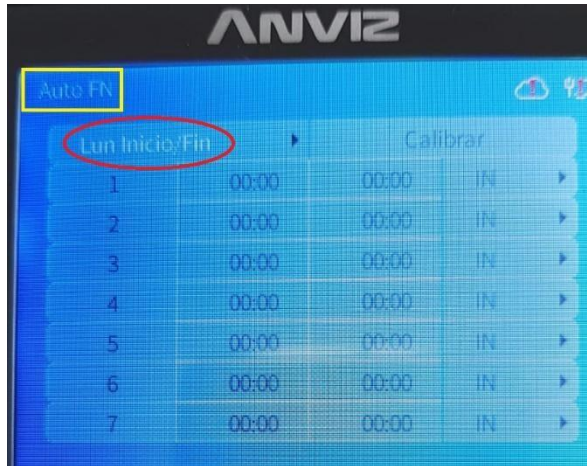 ANVIZ
Auto FN
Lun Inicio/Fin Calibrar
1 00:00 00:00 IN
2 00:00 00:00 IN
3 00:00 00:00 IN
4 00:00 00:00 IN
5 00:00 00:00 IN
6 00:00 00:00 IN
7 00:00 00:00 IN